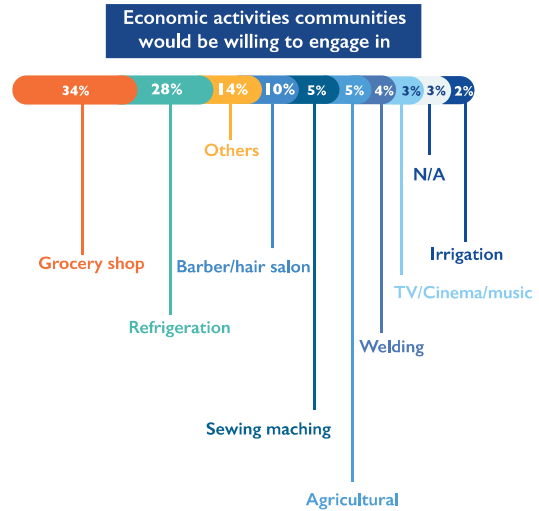 Economic activities communities
would be willing to engage in
34% 28% 14% 10% 5% 5% 4% 3% 3% 2%
Others
N/A
Grocery shop
Barber/hair salon
Irrigation
TV/Cinema/music
Refrigeration
Welding
Sewing maching
Agricultural